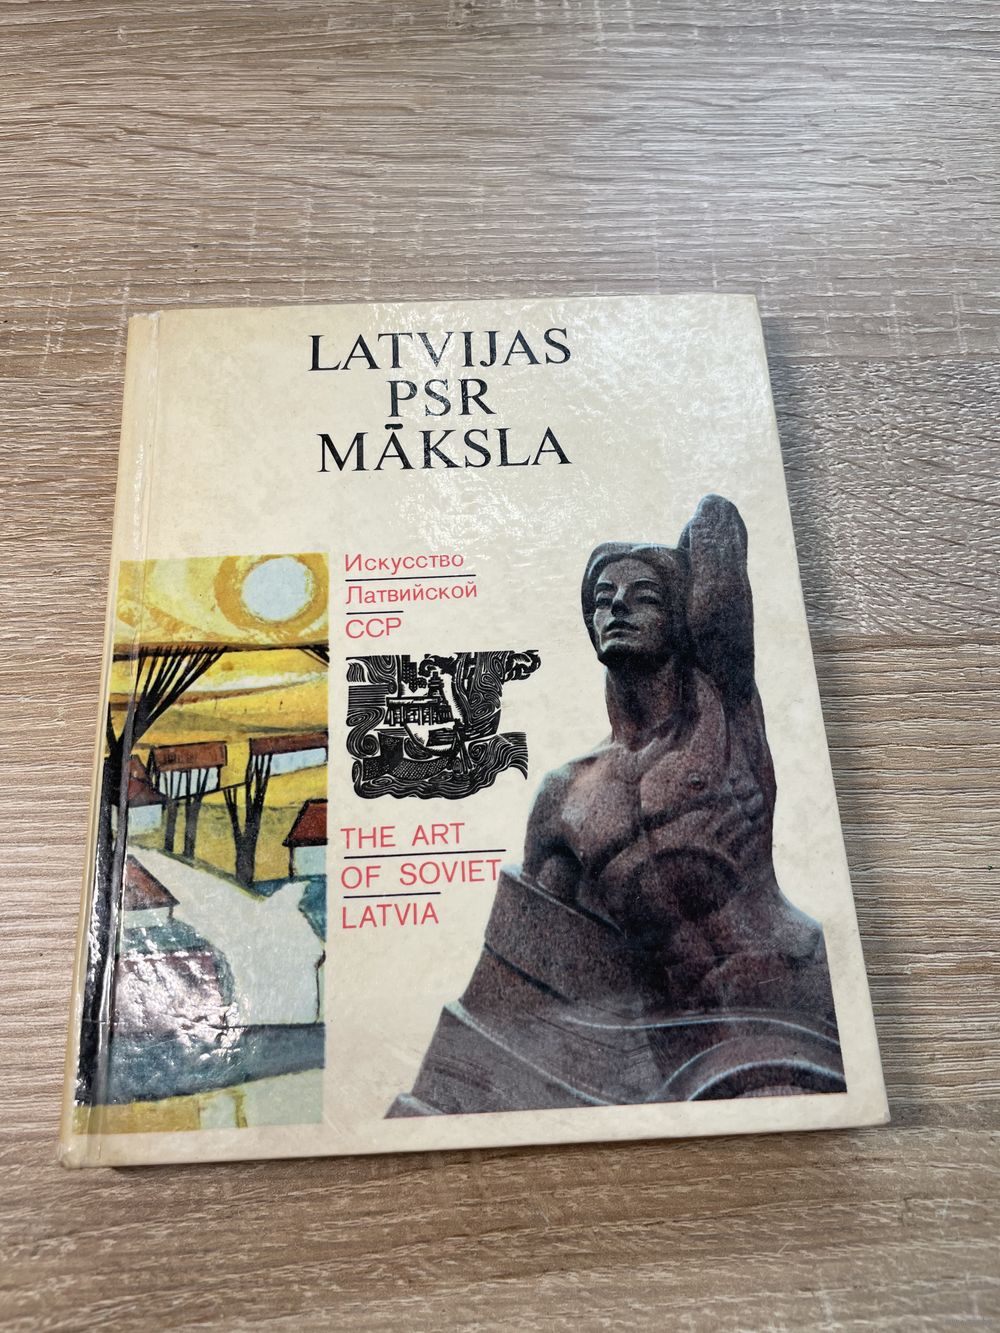 LATVIJAS
PSR
MĀKSLA
Искусство
Латвийской
ССР
THE ART
OF SOVIET
LATVIA